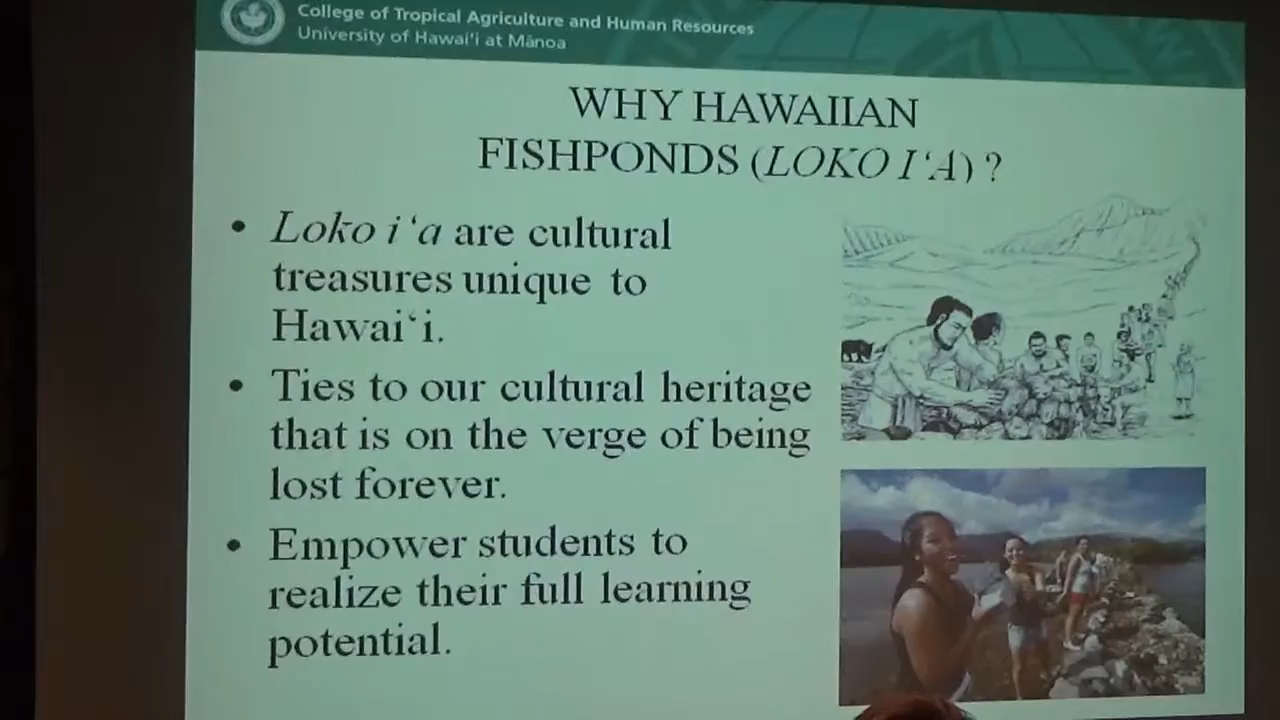 College of Tropical Agriculture and Human Resources
University of Hawai‘i at Mānoa
WHY HAWAIIAN
FISHPONDS (LOKO I‘A) ?
• Loko i‘a are cultural
treasures unique to
Hawai‘i.
• Ties to our cultural heritage
that is on the verge of being
lost forever.
• Empower students to
realize their full learning
potential.